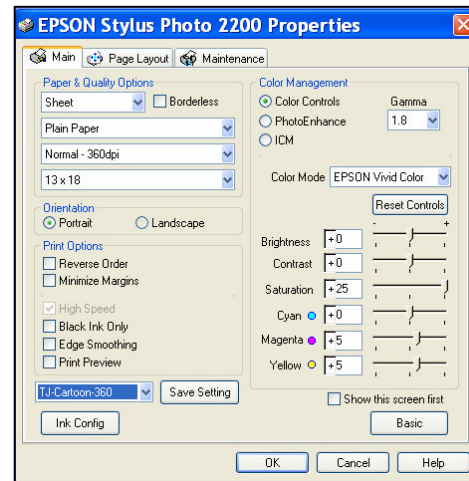 EPSON Stylus Photo 2200 Properties
Main
Page Layout
Maintenance
Paper & Quality Options
Sheet
Borderless
Plain Paper
Normal - 360dpi
13 x 18
Orientation
Portrait
Landscape
Print Options
Reverse Order
Minimize Margins
High Speed
Black Ink Only
Edge Smoothing
Print Preview
TJ-Cartoon-360
Save Setting
Ink Config
Color Management
Color Controls
Gamma
PhotoEnhance
1.8
ICM
Color Mode EPSON Vivid Color
Reset Controls
- +
Brightness +0
Contrast +0
Saturation +25
Cyan +0
Magenta +5
Yellow +5
Show this screen first
Basic
OK Cancel Help